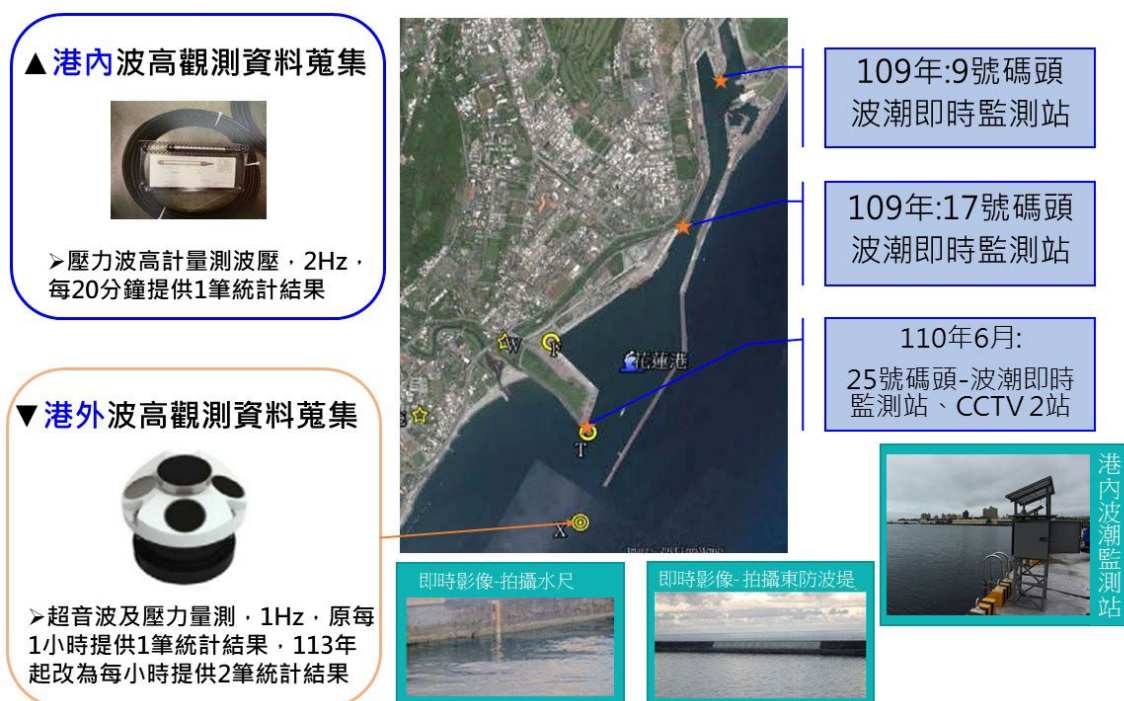 ▲港內波高觀測資料蒐集
➢壓力波高計量測波壓，2Hz，
每20分鐘提供1筆統計結果
▼港外波高觀測資料蒐集
➢超音波及壓力量測，1Hz，原每
1小時提供1筆統計結果，113年
起改為每小時提供2筆統計結果
W
F
花蓮港
T
X
109年:9號碼頭
波潮即時監測站
109年:17號碼頭
波潮即時監測站
110年6月:
25號碼頭-波潮即時
監測站、CCTV 2站
港內波潮監測站
即時影像-拍攝水尺
即時影像-拍攝東防波堤